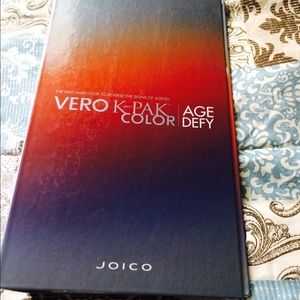 THE FIRST HAIRCOLOR TO REVERSE THE SIGNS OF AGING
VERO K-PAK COLOR | AGE DEFY
JOICO